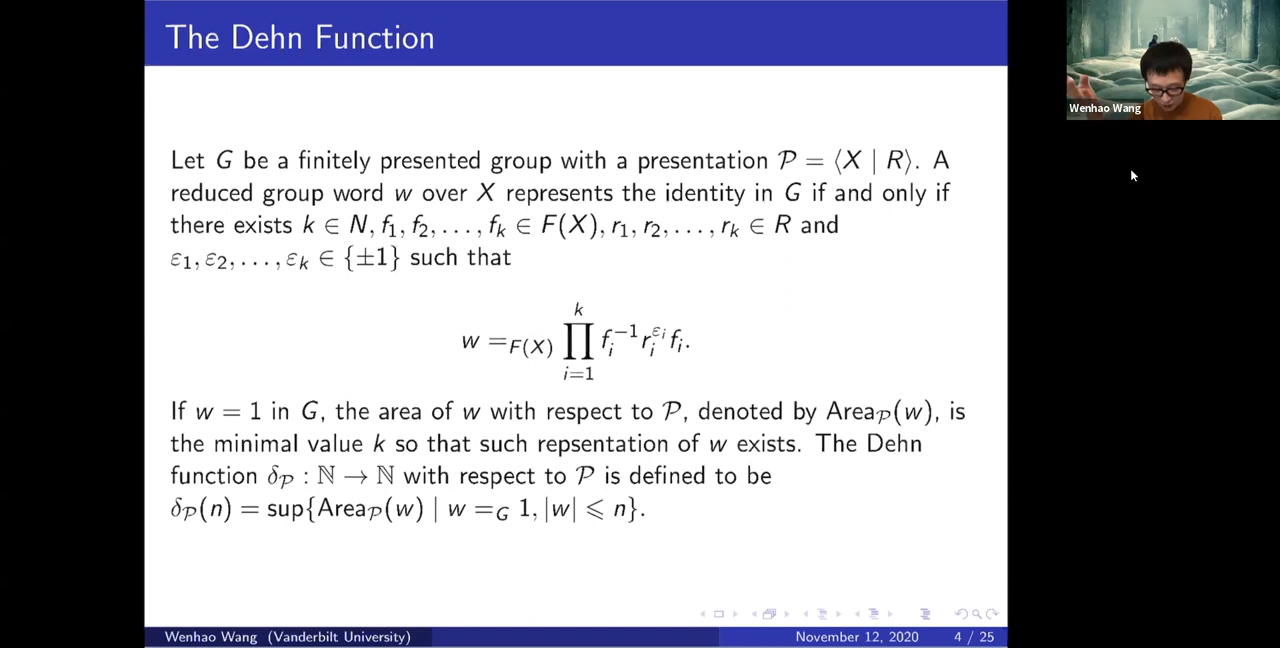 The Dehn Function
Wenhao Wang
Let G be a finitely presented group with a presentation 𝒫 = ⟨X | R⟩. A
reduced group word w over X represents the identity in G if and only if
there exists k ∈ N, f₁, f₂, . . . , fₖ ∈ F(X), r₁, r₂, . . . , rₖ ∈ R and
ε₁, ε₂, . . . , εₖ ∈ {±1} such that
w =_{F(X)} ∏_{i=1}^{k} f_i^{−1} r_i^{ε_i} f_i.
If w = 1 in G, the area of w with respect to 𝒫, denoted by Area_𝒫(w), is
the minimal value k so that such repsentation of w exists. The Dehn
function δ_𝒫 : ℕ → ℕ with respect to 𝒫 is defined to be
δ_𝒫(n) = sup{Area_𝒫(w) | w =_G 1, |w| ⩽ n}.
Wenhao Wang (Vanderbilt University) November 12, 2020 4 / 25